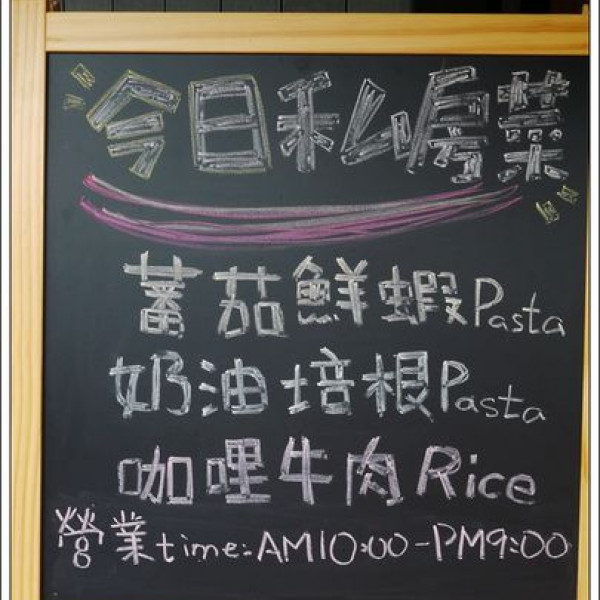 今日私房菜
蕃茄鮮蝦Pasta
奶油培根Pasta
咖哩牛肉Rice
營業time:AM10:00-PM9:00